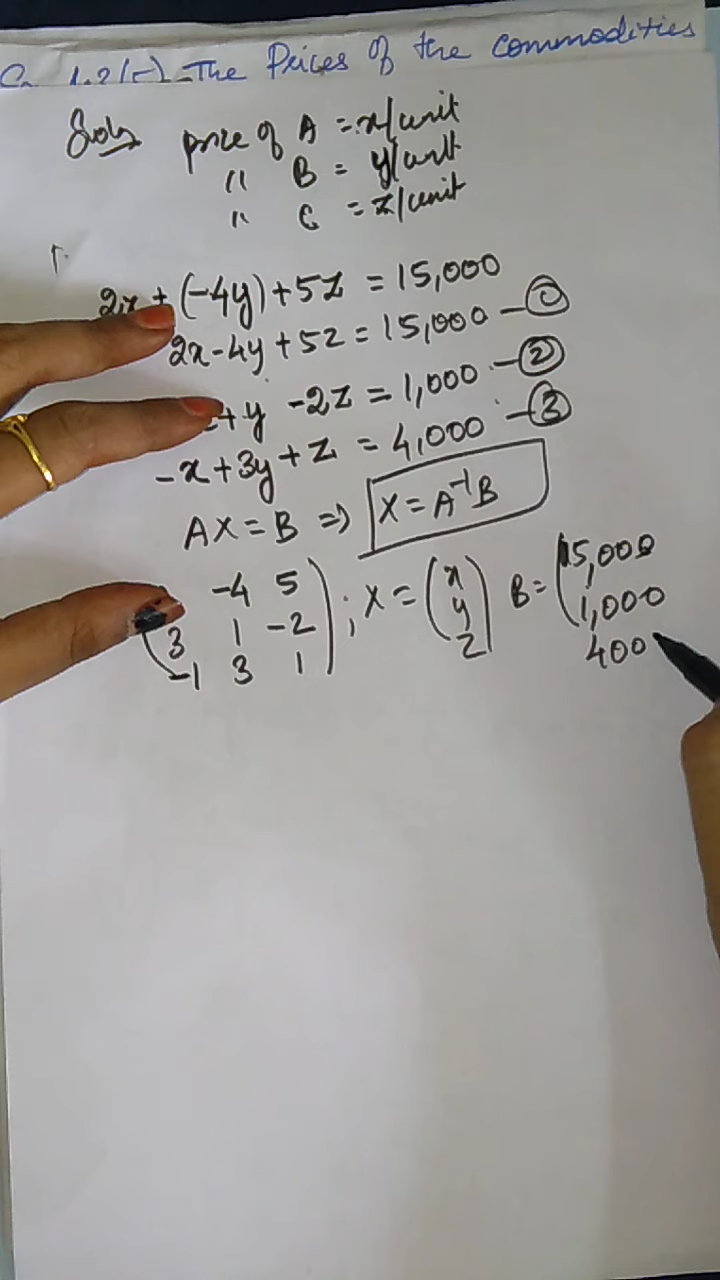 The Prices of the commodities
Soln price of A = x/unit
" B = y/unit
" C = z/unit
2x + (-4y) + 5z = 15,000
2x - 4y + 5z = 15,000 - ①
+ y - 2z = 1,000 - ②
-x + 3y + z = 4,000 - ③
AX = B ⇒ X = A⁻¹B
-4 5
3 1 -2
-1 3 1
; X = (x
y
z)
B = (15,000
1,000
400